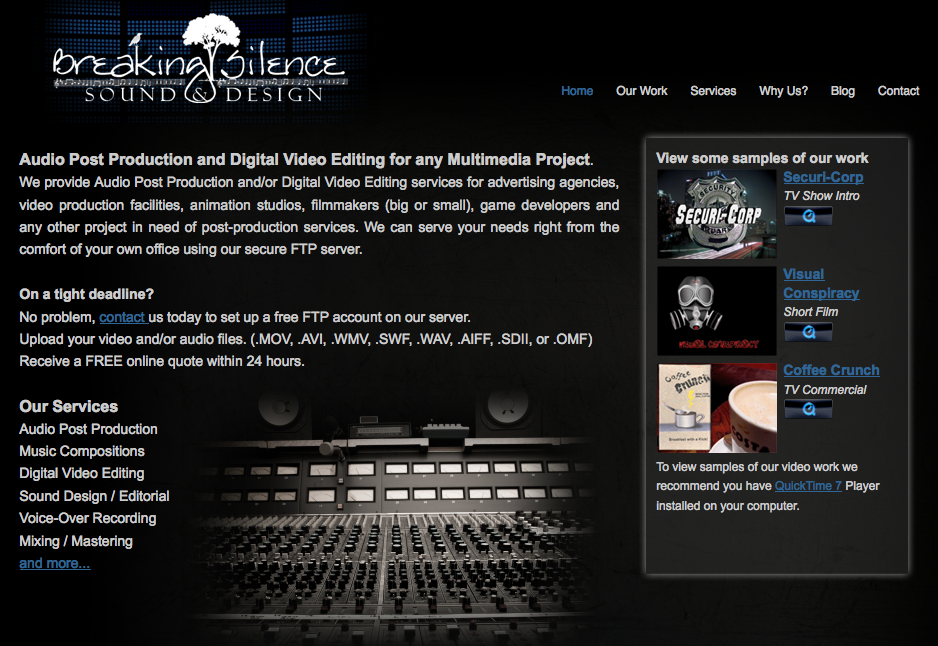 Breaking Silence
SOUND & DESIGN
Home Our Work Services Why Us? Blog Contact
Audio Post Production and Digital Video Editing for any Multimedia Project.
We provide Audio Post Production and/or Digital Video Editing services for advertising agencies,
video production facilities, animation studios, filmmakers (big or small), game developers and
any other project in need of post-production services. We can serve your needs right from the
comfort of your own office using our secure FTP server.
On a tight deadline?
No problem, contact us today to set up a free FTP account on our server.
Upload your video and/or audio files. (.MOV, .AVI, .WMV, .SWF, .WAV, .AIFF, .SDII, or .OMF)
Receive a FREE online quote within 24 hours.
Our Services
Audio Post Production
Music Compositions
Digital Video Editing
Sound Design / Editorial
Voice-Over Recording
Mixing / Mastering
and more...
View some samples of our work
SECURITY
SECURI-CORP
Securi-Corp
TV Show Intro
VISUAL CONSPIRACY
Visual
Conspiracy
Short Film
Coffee
Crunch
Breakfast with a Kick!
COSTA
Coffee Crunch
TV Commercial
To view samples of our video work we
recommend you have QuickTime 7 Player
installed on your computer.